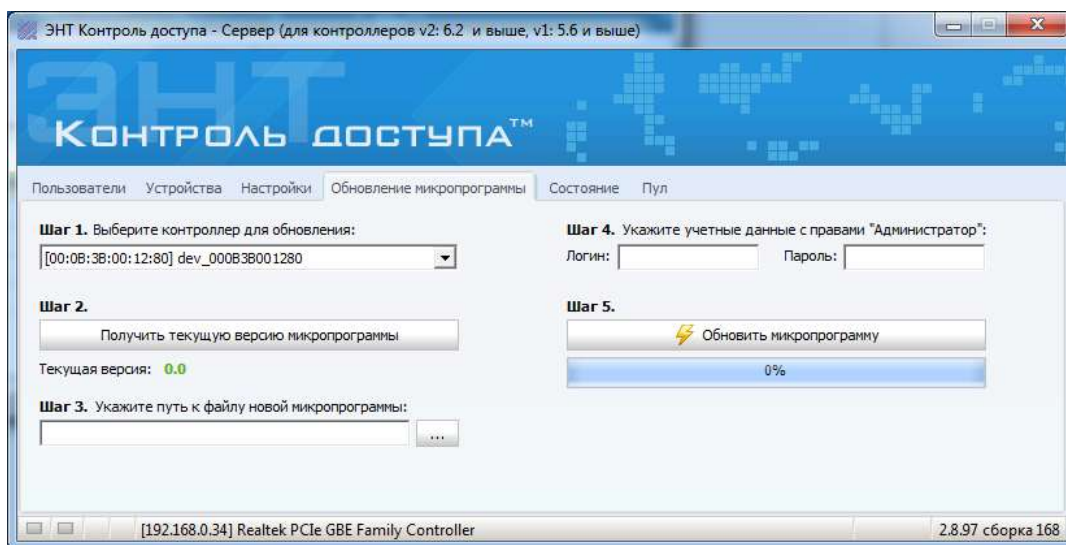 ЭНТ Контроль доступа - Сервер (для контроллеров v2: 6.2 и выше, v1: 5.6 и выше)
ЭНТ
КОНТРОЛЬ ДОСТУПА™
Пользователи Устройства Настройки Обновление микропрограммы Состояние Пул
Шаг 1. Выберите контроллер для обновления:
[00:0B:3B:00:12:80] dev_000B3B001280
Шаг 2.
Получить текущую версию микропрограммы
Текущая версия: 0.0
Шаг 3. Укажите путь к файлу новой микропрограммы:
...
Шаг 4. Укажите учетные данные с правами "Администратор":
Логин: Пароль:
Шаг 5.
Обновить микропрограмму
0%
[192.168.0.34] Realtek PCIe GBE Family Controller 2.8.97 сборка 168